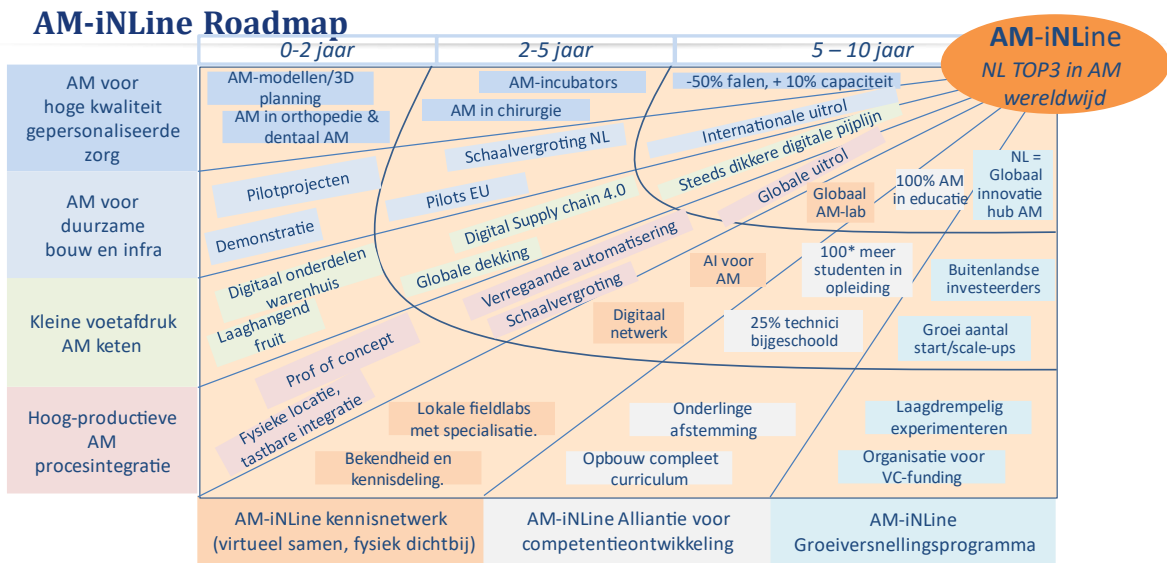 AM-iNLine Roadmap
0-2 jaar
2-5 jaar
5 – 10 jaar
AM-iNLine
NL TOP3 in AM
wereldwijd
AM voor
hoge kwaliteit
gepersonaliseerde
zorg
AM-modellen/3D
planning
AM in orthopedie &
dentaal AM
AM-incubators
AM in chirurgie
Schaalvergroting NL
-50% falen, + 10% capaciteit
Internationale uitrol
AM voor
duurzame
bouw en infra
Pilotprojecten
Demonstratie
Pilots EU
Digital Supply chain 4.0
Steeds dikkere digitale pijplijn
Globale uitrol
Globaal
AM-lab
100% AM
in educatie
NL =
Globaal
innovatie
hub AM
Kleine voetafdruk
AM keten
Digitaal onderdelen
warenhuis
Laaghangend
fruit
Globale dekking
Verregaande automatisering
Schaalvergroting
AI voor
AM
100* meer
studenten in
opleiding
Buitenlandse
investeerders
Digitaal
netwerk
25% technici
bijgeschoold
Groei aantal
start/scale-ups
Hoog-productieve
AM
procesintegratie
Prof of concept
Fysieke locatie,
tastbare integratie
Lokale fieldlabs
met specialisatie.
Onderlinge
afstemming
Laagdrempelig
experimenteren
Bekendheid en
kennisdeling.
Opbouw compleet
curriculum
Organisatie voor
VC-funding
AM-iNLine kennisnetwerk
(virtueel samen, fysiek dichtbij)
AM-iNLine Alliantie voor
competentieontwikkeling
AM-iNLine
Groeiversnellingsprogramma